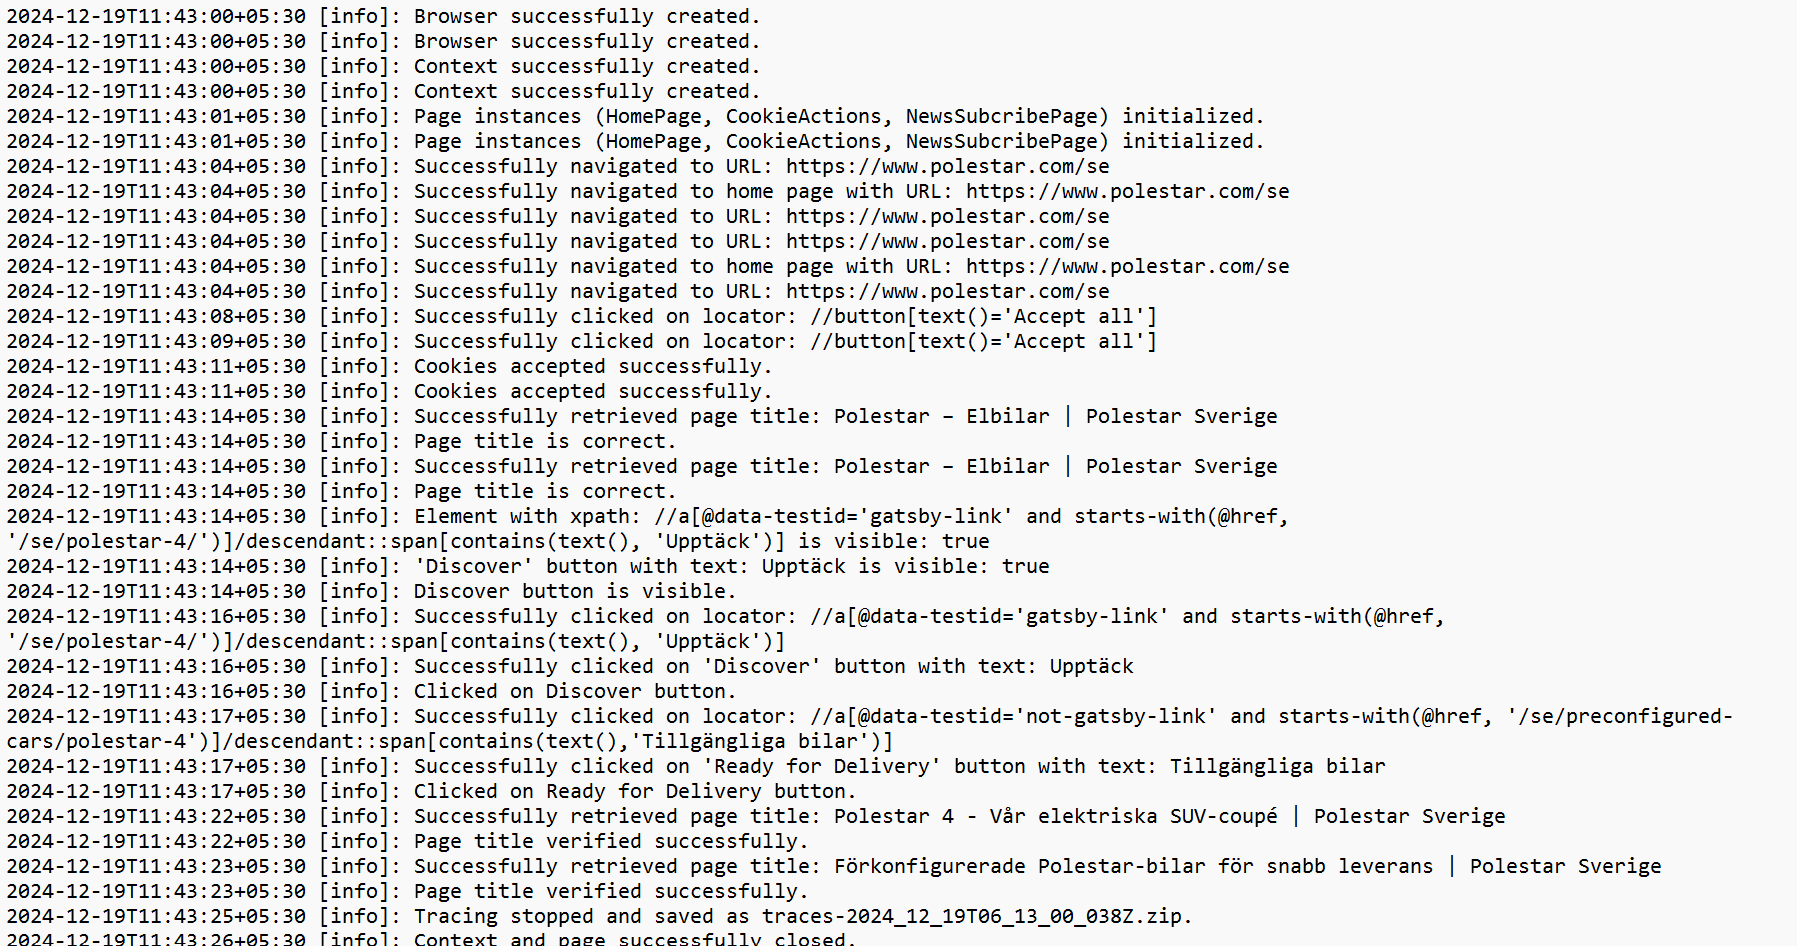 2024-12-19T11:43:00+05:30 [info]: Browser successfully created.
2024-12-19T11:43:00+05:30 [info]: Browser successfully created.
2024-12-19T11:43:00+05:30 [info]: Context successfully created.
2024-12-19T11:43:00+05:30 [info]: Context successfully created.
2024-12-19T11:43:01+05:30 [info]: Page instances (HomePage, CookieActions, NewsSubcribePage) initialized.
2024-12-19T11:43:01+05:30 [info]: Page instances (HomePage, CookieActions, NewsSubcribePage) initialized.
2024-12-19T11:43:04+05:30 [info]: Successfully navigated to URL: https://www.polestar.com/se
2024-12-19T11:43:04+05:30 [info]: Successfully navigated to home page with URL: https://www.polestar.com/se
2024-12-19T11:43:04+05:30 [info]: Successfully navigated to URL: https://www.polestar.com/se
2024-12-19T11:43:04+05:30 [info]: Successfully navigated to URL: https://www.polestar.com/se
2024-12-19T11:43:04+05:30 [info]: Successfully navigated to home page with URL: https://www.polestar.com/se
2024-12-19T11:43:04+05:30 [info]: Successfully navigated to URL: https://www.polestar.com/se
2024-12-19T11:43:08+05:30 [info]: Successfully clicked on locator: //button[text()='Accept all']
2024-12-19T11:43:09+05:30 [info]: Successfully clicked on locator: //button[text()='Accept all']
2024-12-19T11:43:11+05:30 [info]: Cookies accepted successfully.
2024-12-19T11:43:11+05:30 [info]: Cookies accepted successfully.
2024-12-19T11:43:14+05:30 [info]: Successfully retrieved page title: Polestar – Elbilar | Polestar Sverige
2024-12-19T11:43:14+05:30 [info]: Page title is correct.
2024-12-19T11:43:14+05:30 [info]: Successfully retrieved page title: Polestar – Elbilar | Polestar Sverige
2024-12-19T11:43:14+05:30 [info]: Page title is correct.
2024-12-19T11:43:14+05:30 [info]: Element with xpath: //a[@data-testid='gatsby-link' and starts-with(@href,
'/se/polestar-4/')]/descendant::span[contains(text(), 'Upptäck')] is visible: true
2024-12-19T11:43:14+05:30 [info]: 'Discover' button with text: Upptäck is visible: true
2024-12-19T11:43:14+05:30 [info]: Discover button is visible.
2024-12-19T11:43:16+05:30 [info]: Successfully clicked on locator: //a[@data-testid='gatsby-link' and starts-with(@href,
'/se/polestar-4/')]/descendant::span[contains(text(), 'Upptäck')]
2024-12-19T11:43:16+05:30 [info]: Successfully clicked on 'Discover' button with text: Upptäck
2024-12-19T11:43:16+05:30 [info]: Clicked on Discover button.
2024-12-19T11:43:17+05:30 [info]: Successfully clicked on locator: //a[@data-testid='not-gatsby-link' and starts-with(@href, '/se/preconfigured-
cars/polestar-4')]/descendant::span[contains(text(),'Tillgängliga bilar')]
2024-12-19T11:43:17+05:30 [info]: Successfully clicked on 'Ready for Delivery' button with text: Tillgängliga bilar
2024-12-19T11:43:17+05:30 [info]: Clicked on Ready for Delivery button.
2024-12-19T11:43:22+05:30 [info]: Successfully retrieved page title: Polestar 4 - Vår elektriska SUV-coupé | Polestar Sverige
2024-12-19T11:43:22+05:30 [info]: Page title verified successfully.
2024-12-19T11:43:23+05:30 [info]: Successfully retrieved page title: Förkonfigurerade Polestar-bilar för snabb leverans | Polestar Sverige
2024-12-19T11:43:23+05:30 [info]: Page title verified successfully.
2024-12-19T11:43:25+05:30 [info]: Tracing stopped and saved as traces-2024_12_19T06_13_00_038Z.zip.
2024-12-19T11:43:26+05:30 [info]: Context and page successfully closed.